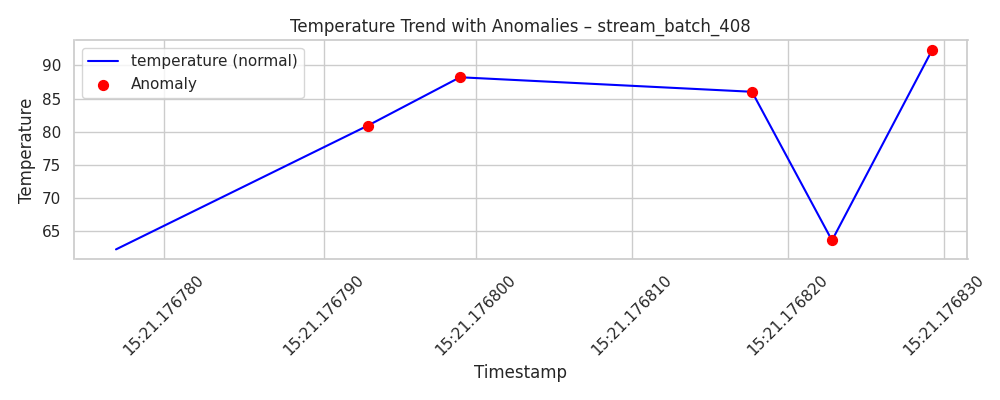 Temperature Trend with Anomalies – stream_batch_408
temperature (normal)
Anomaly
Temperature
90
85
80
75
70
65
15:21.176780
15:21.176790
15:21.176800
15:21.176810
15:21.176820
15:21.176830
Timestamp